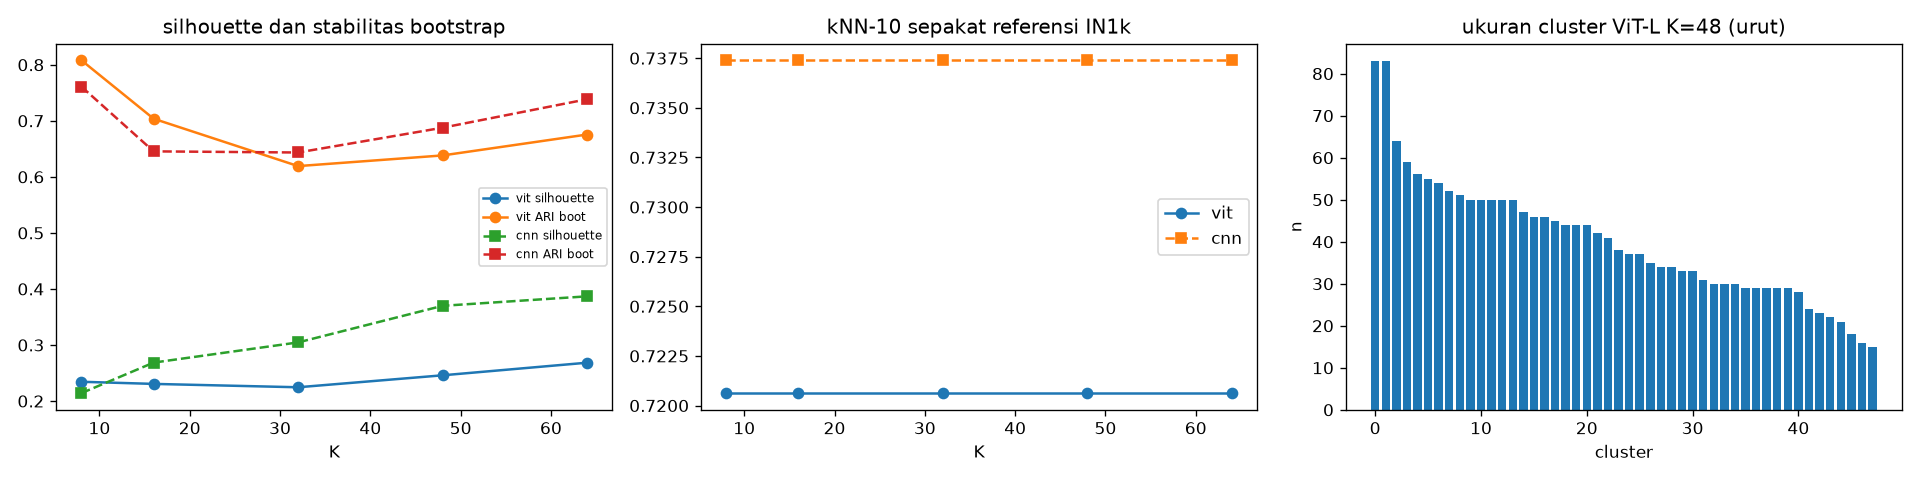 silhouette dan stabilitas bootstrap
0.8
0.7
0.6
0.5
0.4
0.3
0.2
10 20 30 40 50 60
K
vit silhouette
vit ARI boot
cnn silhouette
cnn ARI boot
kNN-10 sepakat referensi IN1k
0.7375
0.7350
0.7325
0.7300
0.7275
0.7250
0.7225
0.7200
10 20 30 40 50 60
K
vit
cnn
ukuran cluster ViT-L K=48 (urut)
n
80
70
60
50
40
30
20
10
0
0 10 20 30 40
cluster